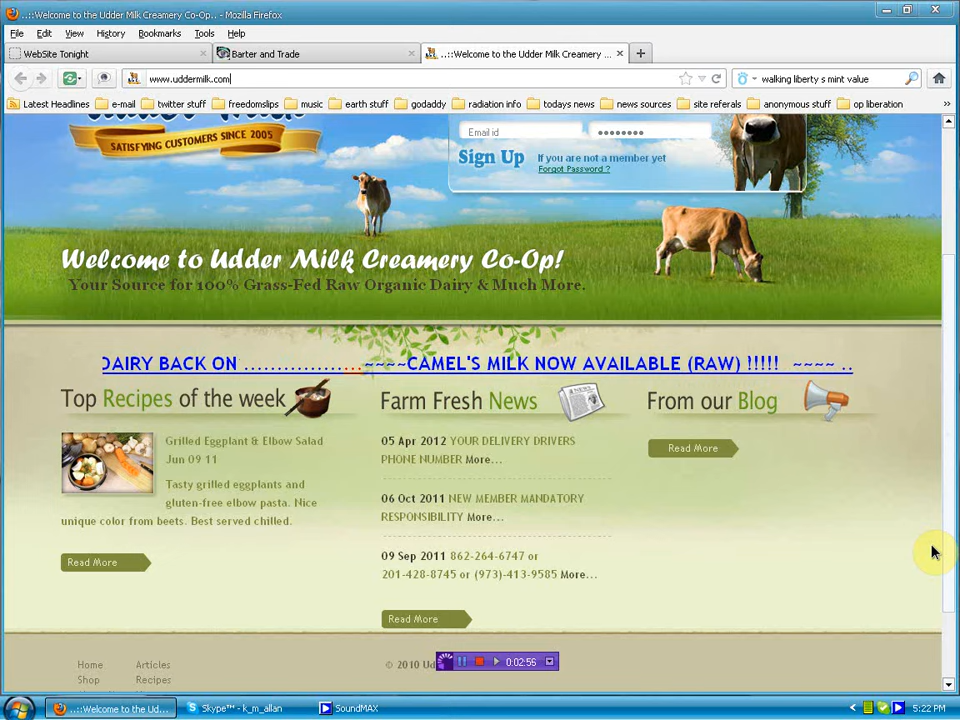 ..::Welcome to the Udder Milk Creamery Co-Op.. - Mozilla Firefox
File Edit View History Bookmarks Tools Help
WebSite Tonight
Barter and Trade
..::Welcome to the Udder Milk Creamery ...
www.uddermilk.com
walking liberty s mint value
Latest Headlines e-mail twitter stuff freedomslips music earth stuff godaddy radiation info todays news news sources site referals anonymous stuff op liberation »
SATISFYING CUSTOMERS SINCE 2005
Email id
Sign Up If you are not a member yet
Forgot Password ?
Welcome to Udder Milk Creamery Co-Op!
Your Source for 100% Grass-Fed Raw Organic Dairy & Much More.
DAIRY BACK ON ..................~~~~CAMEL'S MILK NOW AVAILABLE (RAW) !!!!! ~~~~ ..
Top Recipes of the week
Grilled Eggplant & Elbow Salad
Jun 09 11
Tasty grilled eggplants and
gluten-free elbow pasta. Nice
unique color from beets. Best served chilled.
Read More
Farm Fresh News
NEWS
05 Apr 2012 YOUR DELIVERY DRIVERS
PHONE NUMBER More...
06 Oct 2011 NEW MEMBER MANDATORY
RESPONSIBILITY More...
09 Sep 2011 862-264-6747 or
201-428-8745 or (973)-413-9585 More...
Read More
From our Blog
Read More
Home Articles
Shop Recipes
© 2010 Ud
0:02:56
..::Welcome to the Ud...
Skype™ - k_m_allan
SoundMAX
5:22 PM